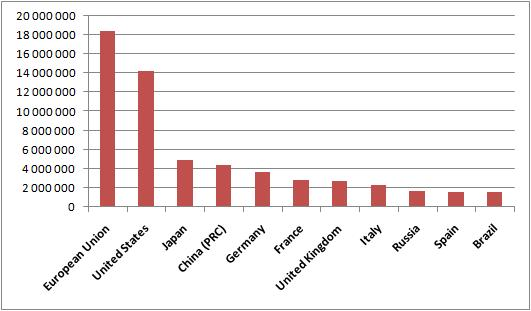 20 000 000
18 000 000
16 000 000
14 000 000
12 000 000
10 000 000
8 000 000
6 000 000
4 000 000
2 000 000
0
European Union
United States
Japan
China (PRC)
Germany
France
United Kingdom
Italy
Russia
Spain
Brazil